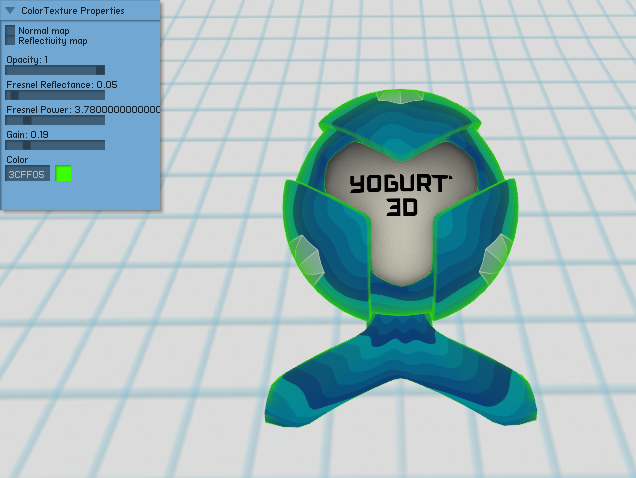 ColorTexture Properties
Normal map
Reflectivity map
Opacity: 1
Fresnel Reflectance: 0.05
Fresnel Power: 3.7800000000000
Gain: 0.19
Color
3CFF05
YOGURT
3D